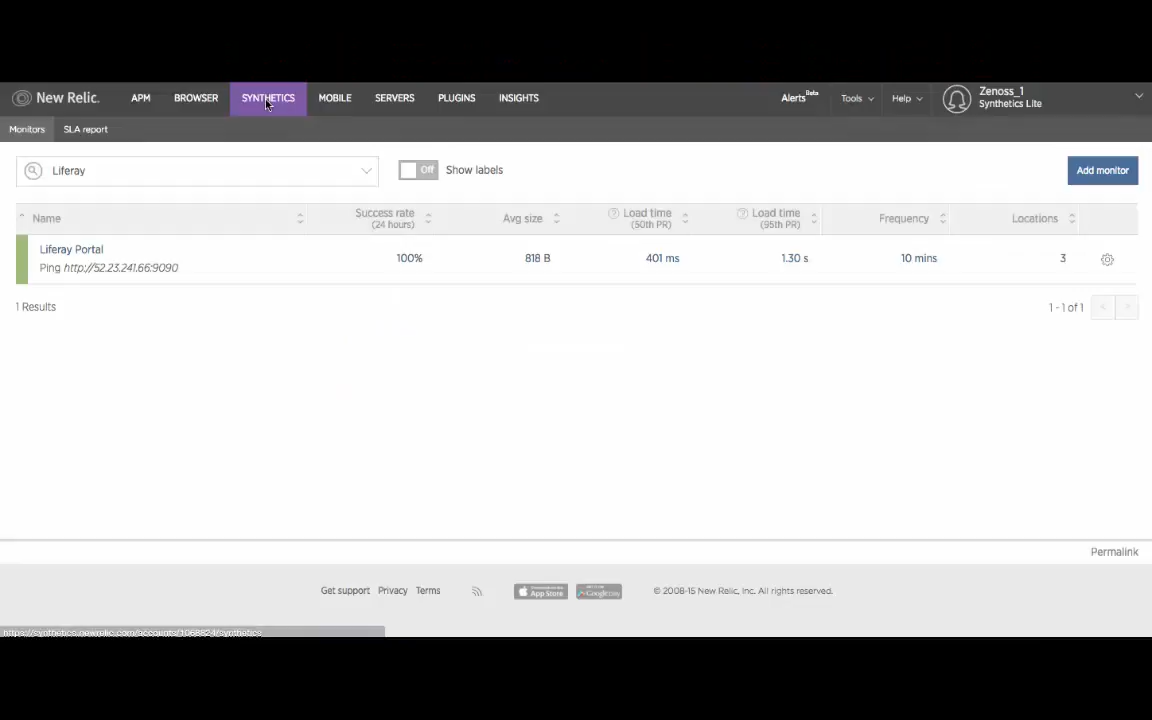 New Relic. APM BROWSER SYNTHETICS MOBILE SERVERS PLUGINS INSIGHTS Alerts Beta Tools Help Zenoss_1
Synthetics Lite
Monitors SLA report
Liferay Off Show labels Add monitor
Name Success rate (24 hours) Avg size ? Load time (50th PR) ? Load time (95th PR) Frequency Locations
Liferay Portal
Ping http://52.23.241.66:9090
100% 818 B 401 ms 1.30 s 10 mins 3
1 Results 1 - 1 of 1 < >
Permalink
Get support Privacy Terms App Store Google play © 2008-15 New Relic, Inc. All rights reserved.